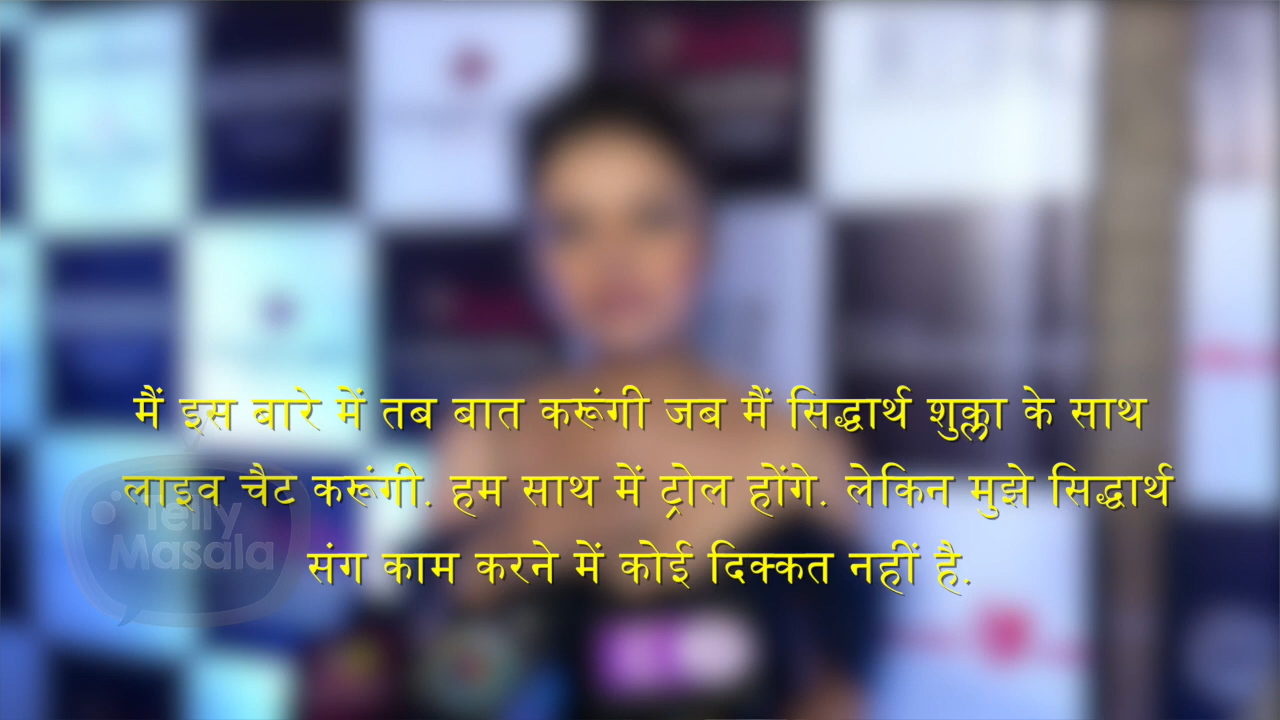 मैं इस बारे में तब बात करूंगी जब मैं सिद्धार्थ शुक्ला के साथ
लाइव चैट करूंगी. हम साथ में ट्रोल होंगे. लेकिन मुझे सिद्धार्थ
संग काम करने में कोई दिक्कत नहीं है.
Telly
Masala